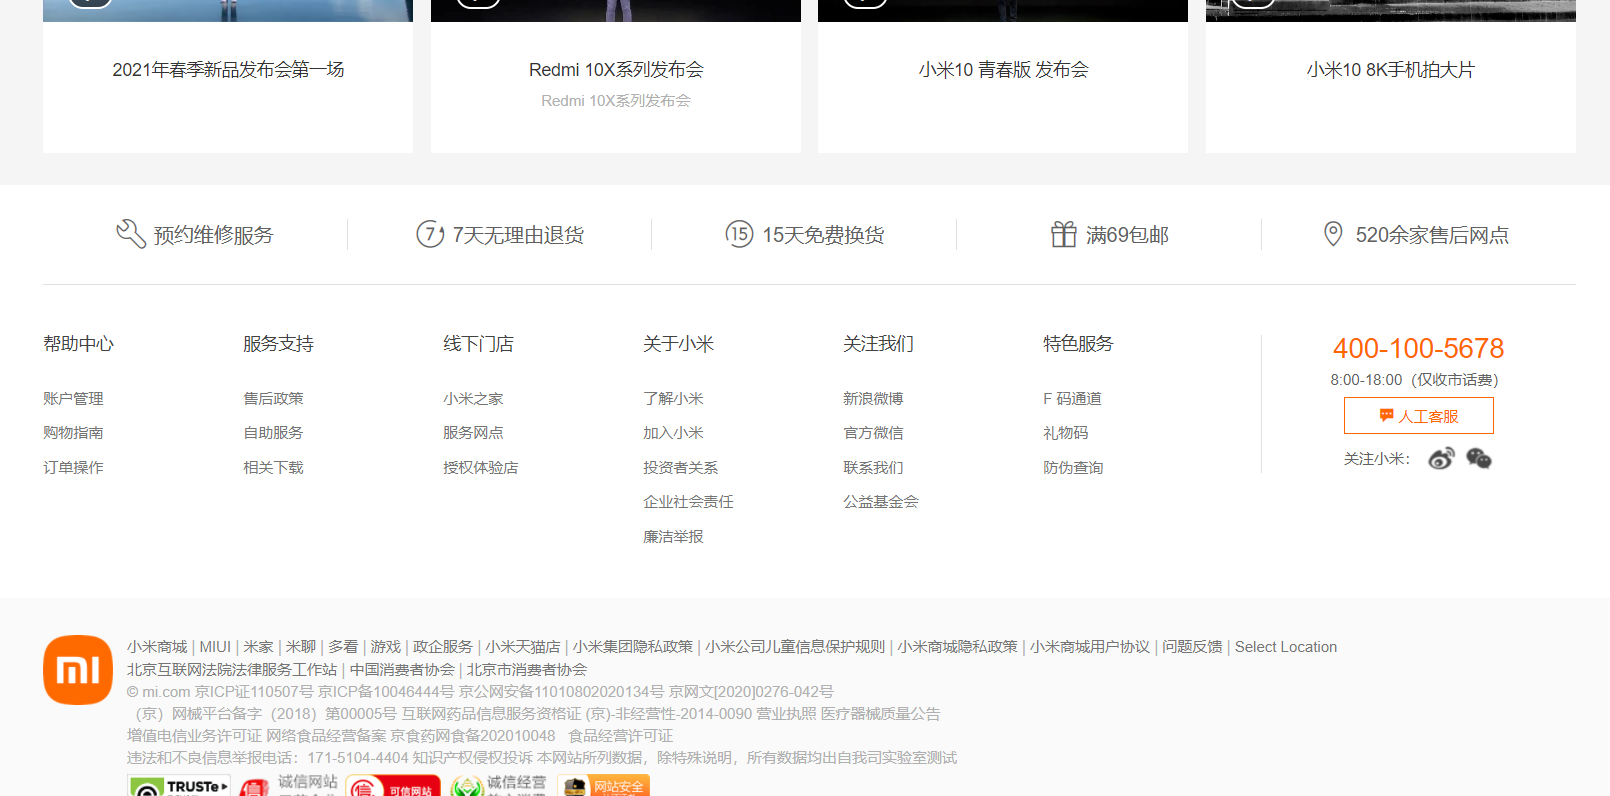 2021年春季新品发布会第一场
Redmi 10X系列发布会
小米10 青春版 发布会
小米10 8K手机拍大片
Redmi 10X系列发布会
预约维修服务
7天无理由退货
15天免费换货
满69包邮
520余家售后网点
帮助中心
账户管理
购物指南
订单操作
服务支持
售后政策
自助服务
相关下载
线下门店
小米之家
服务网点
授权体验店
关于小米
了解小米
加入小米
投资者关系
企业社会责任
廉洁举报
关注我们
新浪微博
官方微信
联系我们
公益基金会
特色服务
F 码通道
礼物码
防伪查询
400-100-5678
8:00-18:00（仅收市话费）
人工客服
关注小米：
小米商城 | MIUI | 米家 | 米聊 | 多看 | 游戏 | 政企服务 | 小米天猫店 | 小米集团隐私政策 | 小米公司儿童信息保护规则 | 小米商城隐私政策 | 小米商城用户协议 | 问题反馈 | Select Location
北京互联网法院法律服务工作站 | 中国消费者协会 | 北京市消费者协会
© mi.com 京ICP证110507号 京ICP备10046444号 京公网安备11010802020134号 京网文[2020]0276-042号
（京）网械平台备字（2018）第00005号 互联网药品信息服务资格证 (京)-非经营性-2014-0090 营业执照 医疗器械质量公告
增值电信业务许可证 网络食品经营备案 京食药网食备202010048 食品经营许可证
违法和不良信息举报电话：171-5104-4404 知识产权侵权投诉 本网站所列数据，除特殊说明，所有数据均出自我司实验室测试
TRUSTe
诚信网站
可信网站
诚信经营
网站安全